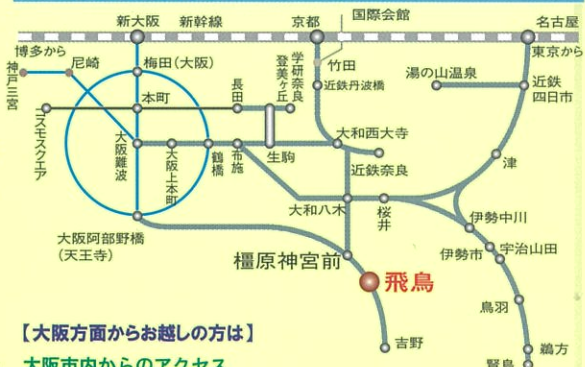 新大阪
新幹線
京都
国際会館
名古屋
博多から
東京から
神戸三宮
尼崎
梅田(大阪)
竹田
学研奈良
登美ヶ丘
湯の山温泉
近鉄
四日市
近鉄丹波橋
本町
長田
コスモスクエア
大阪難波
大阪上本町
鶴橋
布施
生駒
大和西大寺
近鉄奈良
津
大和八木
桜井
伊勢中川
大阪阿部野橋
(天王寺)
橿原神宮前
伊勢市
宇治山田
飛鳥
鳥羽
【大阪方面からお越しの方は】
吉野
鵜方
大阪市内からのアクセス
賢島